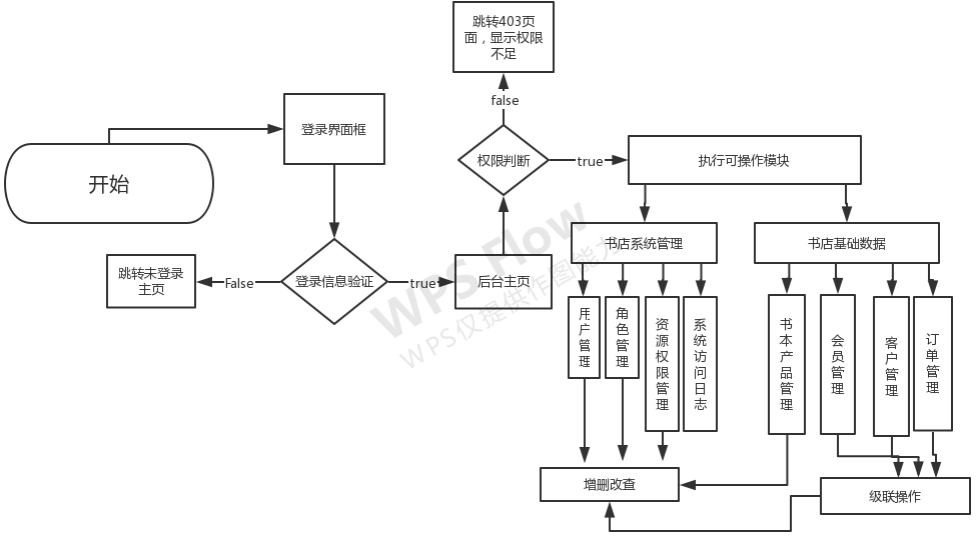 跳转403页
面，显示权限
不足
false
登录界面框
权限判断
true
执行可操作模块
开始
书店系统管理
书店基础数据
跳转未登录
主页
False
登录信息验证
true
后台主页
用户管理
角色管理
资源权限管理
系统访问日志
书本产品管理
会员管理
客户管理
订单管理
增删改查
级联操作
WPS Flow
WPS仅提供作图能力